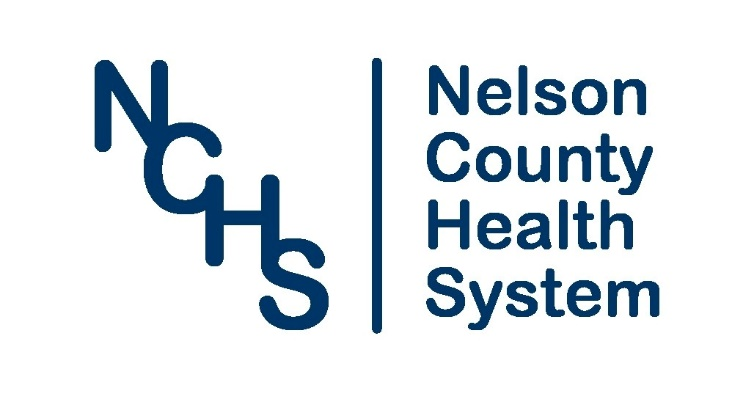 NCHS
Nelson
County
Health
System